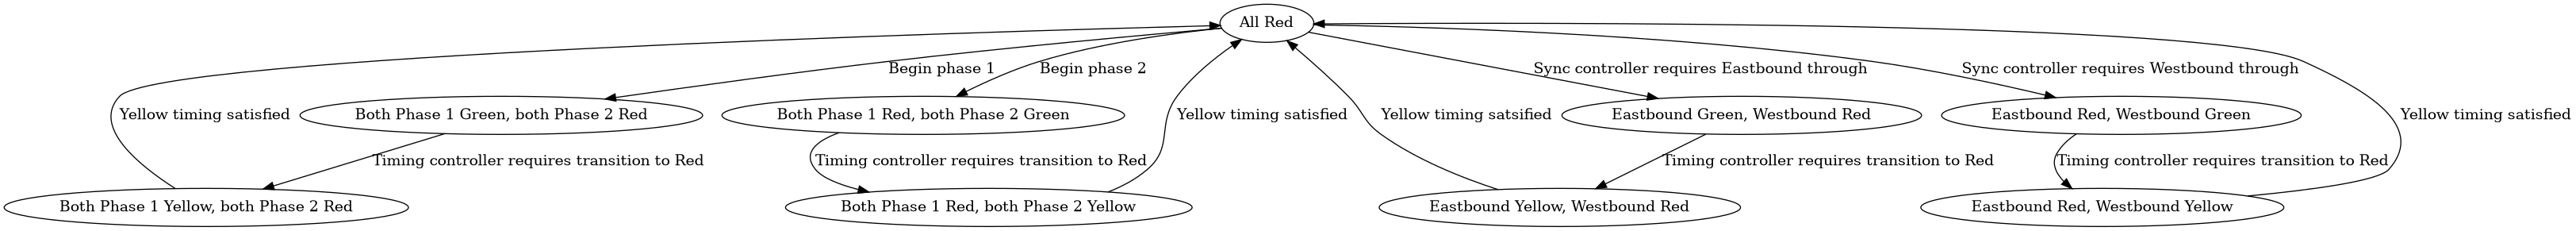 All Red
Begin phase 1
Begin phase 2
Sync controller requires Eastbound through
Sync controller requires Westbound through
Yellow timing satisfied
Both Phase 1 Green, both Phase 2 Red
Both Phase 1 Red, both Phase 2 Green
Yellow timing satisfied
Yellow timing satsified
Eastbound Green, Westbound Red
Eastbound Red, Westbound Green
Yellow timing satisfied
Timing controller requires transition to Red
Timing controller requires transition to Red
Timing controller requires transition to Red
Timing controller requires transition to Red
Both Phase 1 Yellow, both Phase 2 Red
Both Phase 1 Red, both Phase 2 Yellow
Eastbound Yellow, Westbound Red
Eastbound Red, Westbound Yellow